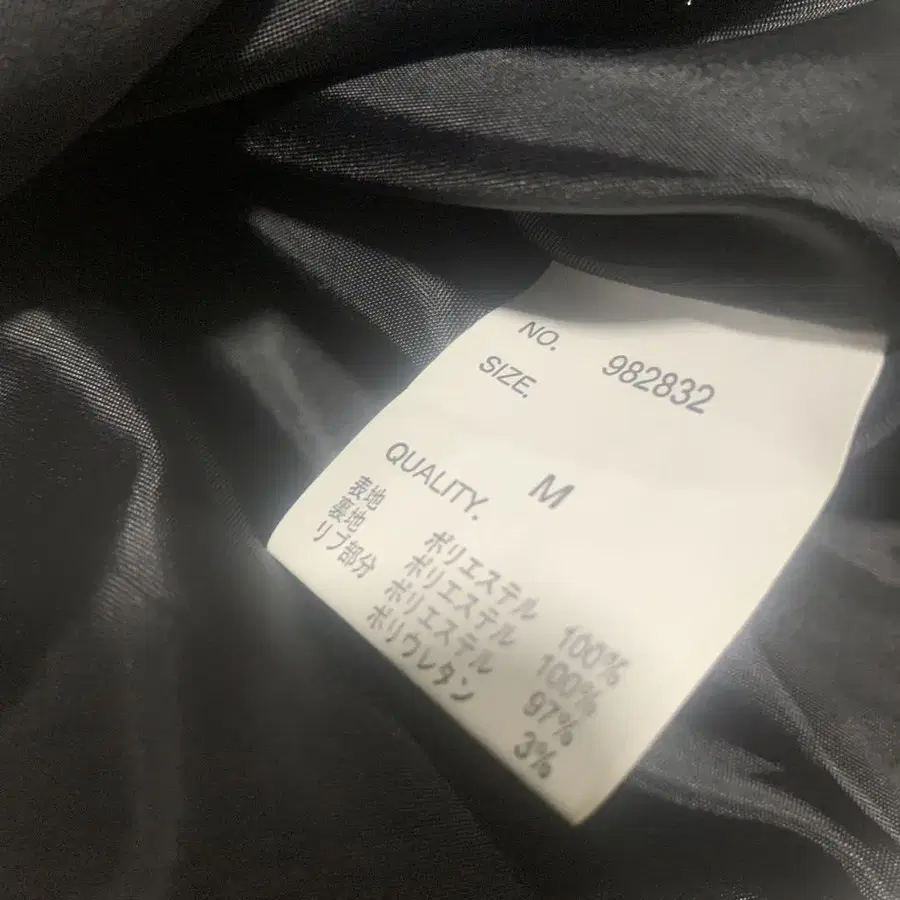 NO. 982832
SIZE. M
QUALITY.
表地 ポリエステル 100%
裏地 ポリエステル 100%
リブ部分 ポリエステル 97%
ポリウレタン 3%